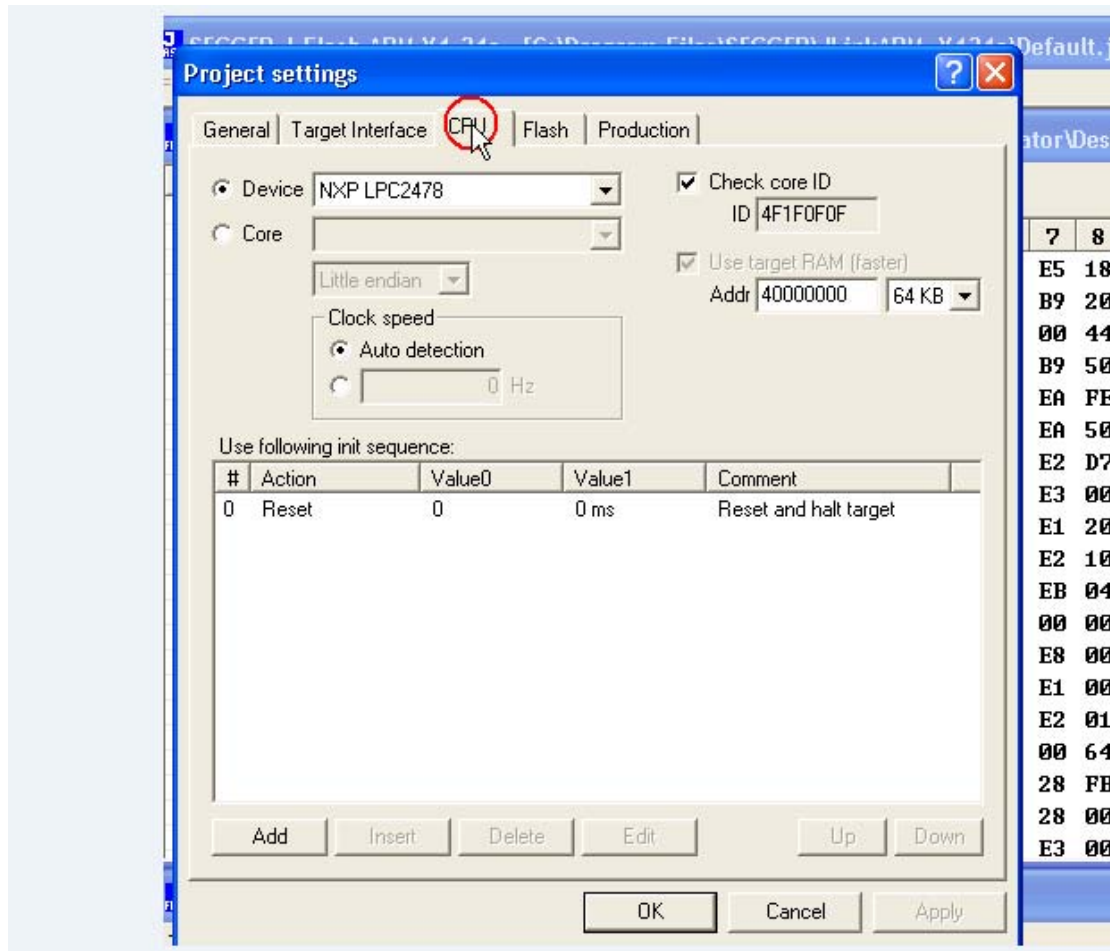 Default.j
Project settings
ator\Des
General Target Interface CPU Flash Production
Device NXP LPC2478
Check core ID
ID 4F1F0F0F
Core
Use target RAM (faster)
Little endian
Addr 40000000 64 KB
Clock speed
Auto detection
0 Hz
Use following init sequence:
# Action Value0 Value1 Comment
0 Reset 0 0 ms Reset and halt target
Add Insert Delete Edit Up Down
OK Cancel Apply
7 8
E5 18
B9 20
00 44
B9 50
EA FE
EA 50
E2 D7
E3 00
E1 20
E2 10
EB 04
00 00
E8 00
E1 00
E2 01
00 64
28 FB
28 00
E3 00